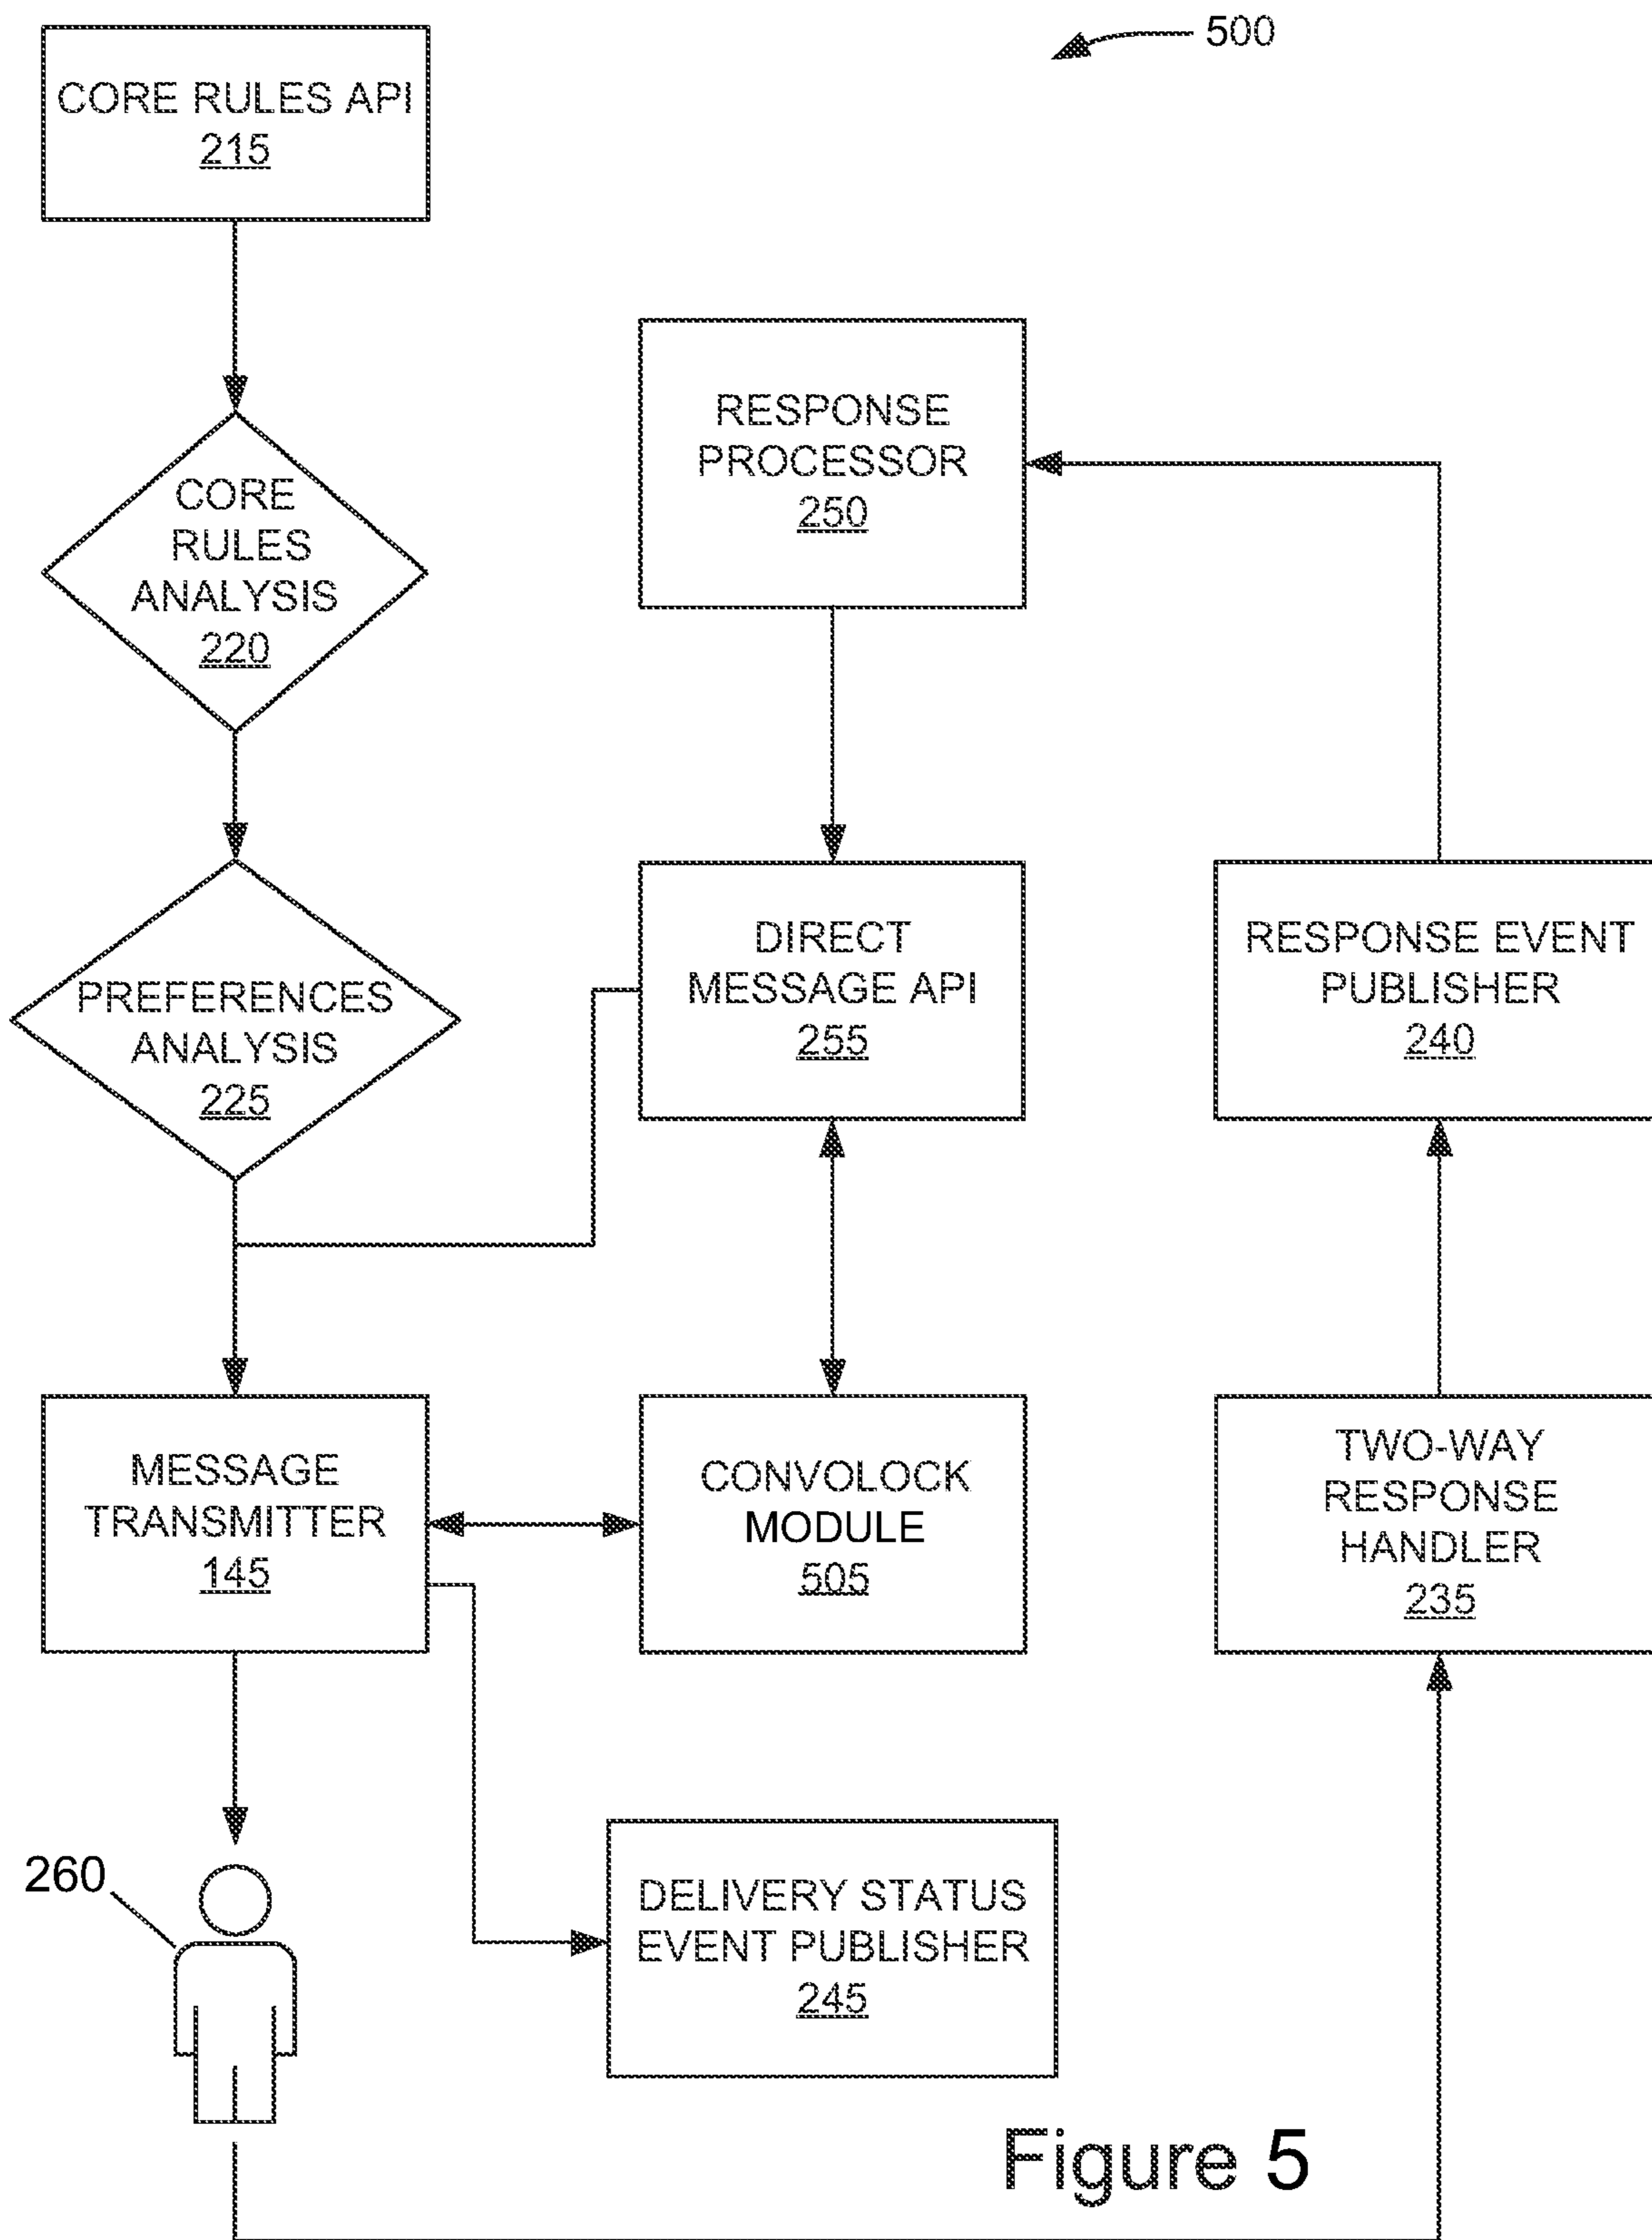 500
CORE RULES API
215
CORE
RULES
ANALYSIS
220
RESPONSE
PROCESSOR
250
PREFERENCES
ANALYSIS
225
DIRECT
MESSAGE API
255
RESPONSE EVENT
PUBLISHER
240
MESSAGE
TRANSMITTER
145
CONVOLOCK
MODULE
505
TWO-WAY
RESPONSE
HANDLER
235
260
DELIVERY STATUS
EVENT PUBLISHER
245
Figure 5